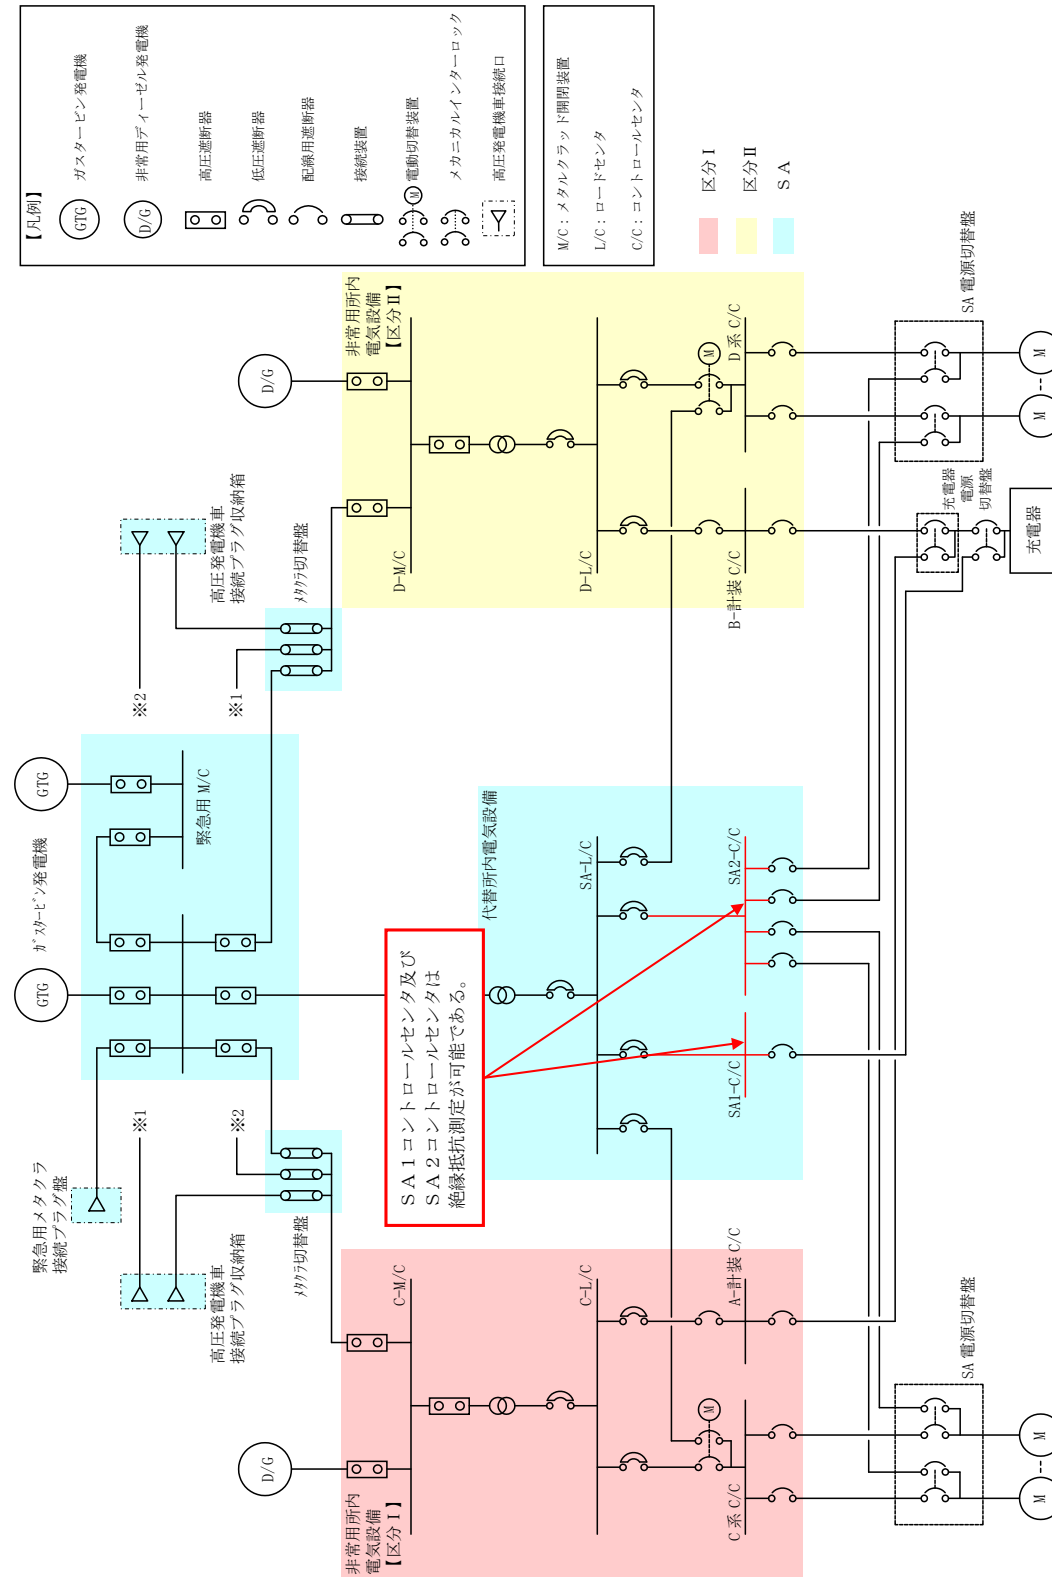 【凡例】
GTG
ガスタービン発電機
D/G
非常用ディーゼル発電機
高圧遮断器
低圧遮断器
配線用遮断器
接続装置
M
電動切替装置
メカニカルインターロック
高圧発電機車接続口
M/C：メタルクラッド開閉装置
L/C：ロードセンタ
C/C：コントロールセンタ
区分Ⅰ
区分Ⅱ
ＳＡ
緊急用メタクラ
接続プラグ盤
GTG
ｶﾞｽﾀｰﾋﾞﾝ発電機
GTG
緊急用 M/C
高圧発電機車
接続プラグ収納箱
※1
※2
ﾒﾀｸﾗ切替盤
※2
※1
高圧発電機車
接続プラグ収納箱
ﾒﾀｸﾗ切替盤
D/G
非常用所内
電気設備
【区分Ⅰ】
C-M/C
C-L/C
M
C 系 C/C
A-計装 C/C
ＳＡ１コントロールセンタ及び
ＳＡ２コントロールセンタは
絶縁抵抗測定が可能である。
代替所内電気設備
SA-L/C
SA1-C/C
SA2-C/C
D/G
非常用所内
電気設備
【区分Ⅱ】
D-M/C
D-L/C
M
B-計装 C/C
D 系 C/C
SA 電源切替盤
M
M
充電器
電源
切替盤
充電器
SA 電源切替盤
M
M